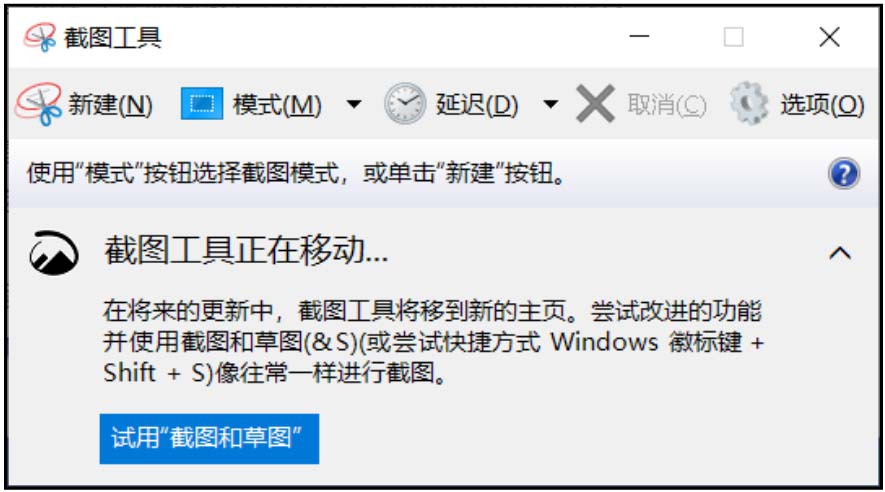 截图工具
新建(N) 模式(M) 延迟(D) 取消(C) 选项(O)
使用“模式”按钮选择截图模式，或单击“新建”按钮。
?
截图工具正在移动...
在将来的更新中，截图工具将移到新的主页。尝试改进的功能
并使用截图和草图(&S)(或尝试快捷方式 Windows 徽标键 +
Shift + S)像往常一样进行截图。
试用“截图和草图”